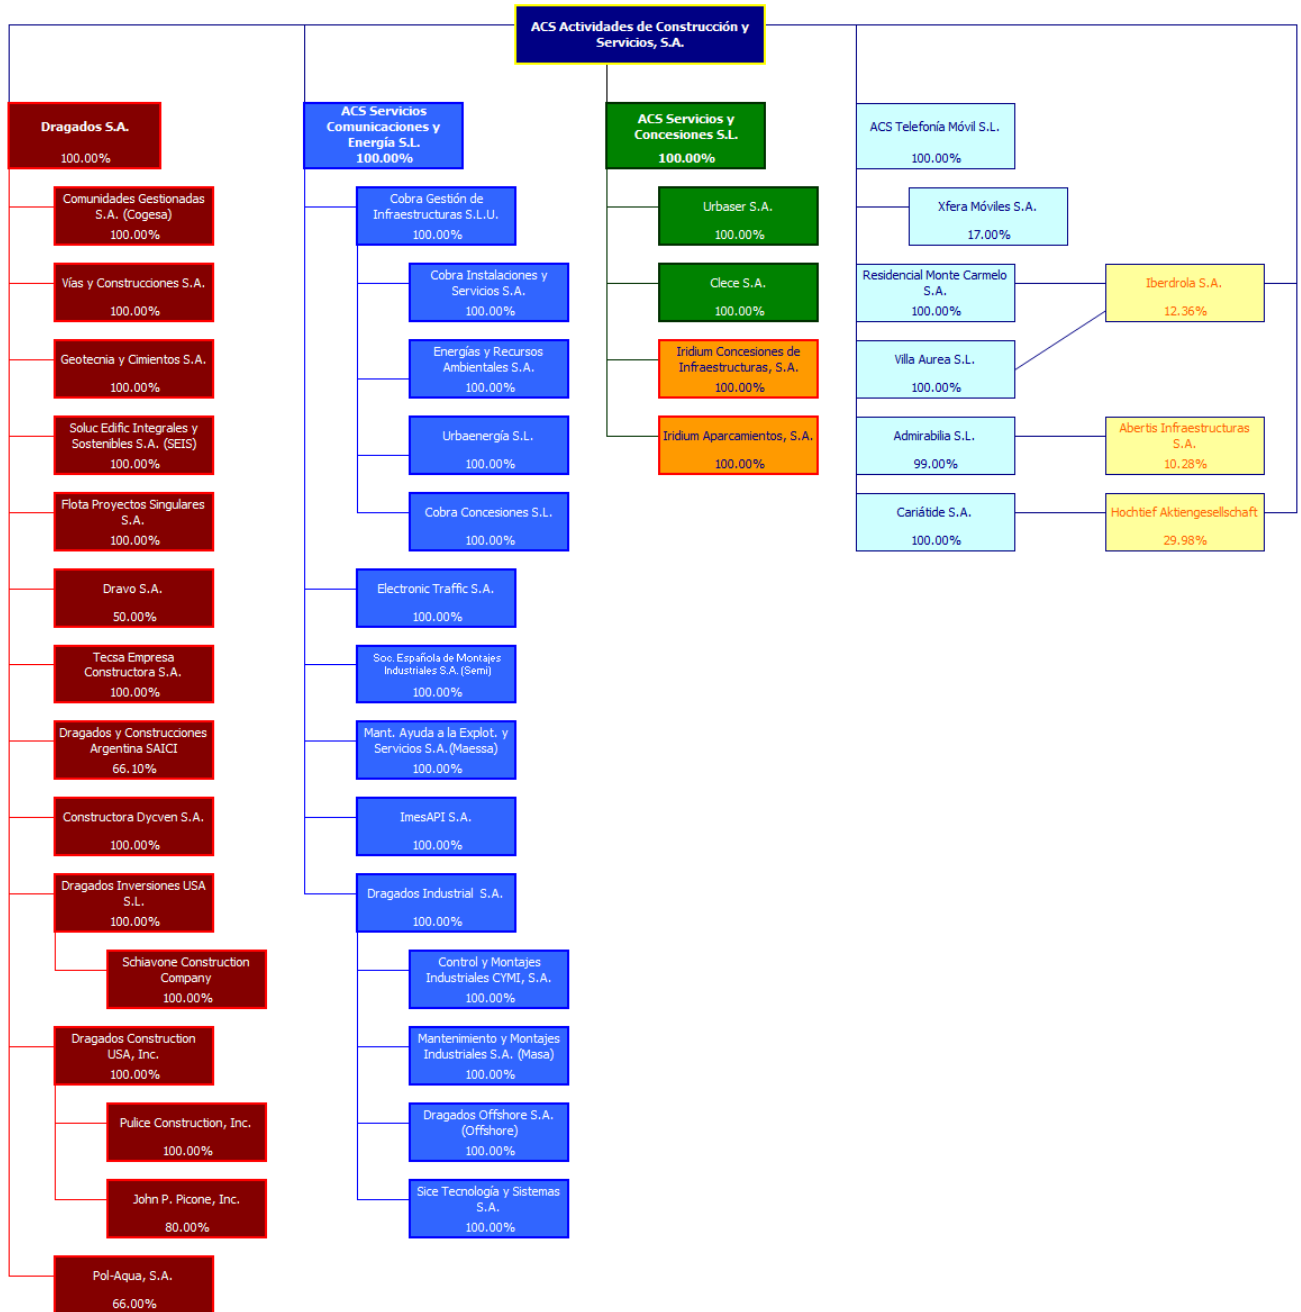 ACS Actividades de Construcción y
Servicios, S.A.
Dragados S.A.
100.00%
Comunidades Gestionadas
S.A. (Cogesa)
100.00%
Vías y Construcciones S.A.
100.00%
Geotecnia y Cimientos S.A.
100.00%
Soluc Edific Integrales y
Sostenibles S.A. (SEIS)
100.00%
Flota Proyectos Singulares
S.A.
100.00%
Dravo S.A.
50.00%
Tecsa Empresa
Constructora S.A.
100.00%
Dragados y Construcciones
Argentina SAICI
66.10%
Constructora Dycven S.A.
100.00%
Dragados Inversiones USA
S.L.
100.00%
Schiavone Construction
Company
100.00%
Dragados Construction
USA, Inc.
100.00%
Pulice Construction, Inc.
100.00%
John P. Picone, Inc.
80.00%
Pol-Aqua, S.A.
66.00%
ACS Servicios
Comunicaciones y
Energía S.L.
100.00%
Cobra Gestión de
Infraestructuras S.L.U.
100.00%
Cobra Instalaciones y
Servicios S.A.
100.00%
Energías y Recursos
Ambientales S.A.
100.00%
Urbaenergía S.L.
100.00%
Cobra Concesiones S.L.
100.00%
Electronic Traffic S.A.
100.00%
Soc. Española de Montajes
Industriales S.A. (Semi)
100.00%
Mant. Ayuda a la Explot. y
Servicios S.A.(Maessa)
100.00%
ImesAPI S.A.
100.00%
Dragados Industrial S.A.
100.00%
Control y Montajes
Industriales CYMI, S.A.
100.00%
Mantenimiento y Montajes
Industriales S.A. (Masa)
100.00%
Dragados Offshore S.A.
(Offshore)
100.00%
Sice Tecnología y Sistemas
S.A.
100.00%
ACS Servicios y
Concesiones S.L.
100.00%
Urbaser S.A.
100.00%
Clece S.A.
100.00%
Iridium Concesiones de
Infraestructuras, S.A.
100.00%
Iridium Aparcamientos, S.A.
100.00%
ACS Telefonía Móvil S.L.
100.00%
Xfera Móviles S.A.
17.00%
Residencial Monte Carmelo
S.A.
100.00%
Iberdrola S.A.
12.36%
Villa Aurea S.L.
100.00%
Admirabilia S.L.
99.00%
Abertis Infraestructuras
S.A.
10.28%
Cariátide S.A.
100.00%
Hochtief Aktiengesellschaft
29.98%